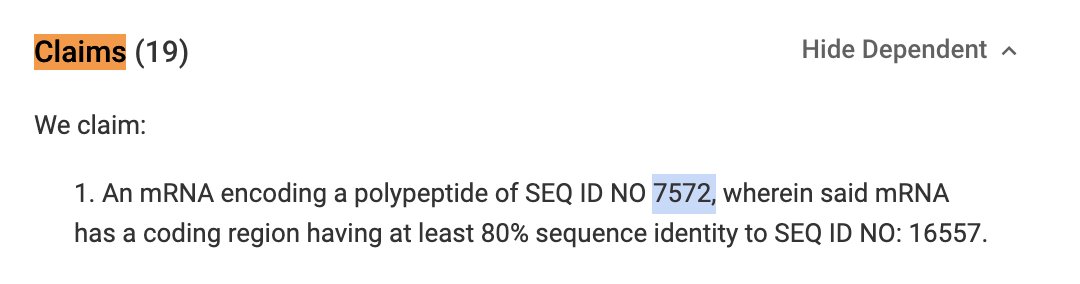 Claims (19)
Hide Dependent
We claim:
1. An mRNA encoding a polypeptide of SEQ ID NO 7572, wherein said mRNA
has a coding region having at least 80% sequence identity to SEQ ID NO: 16557.